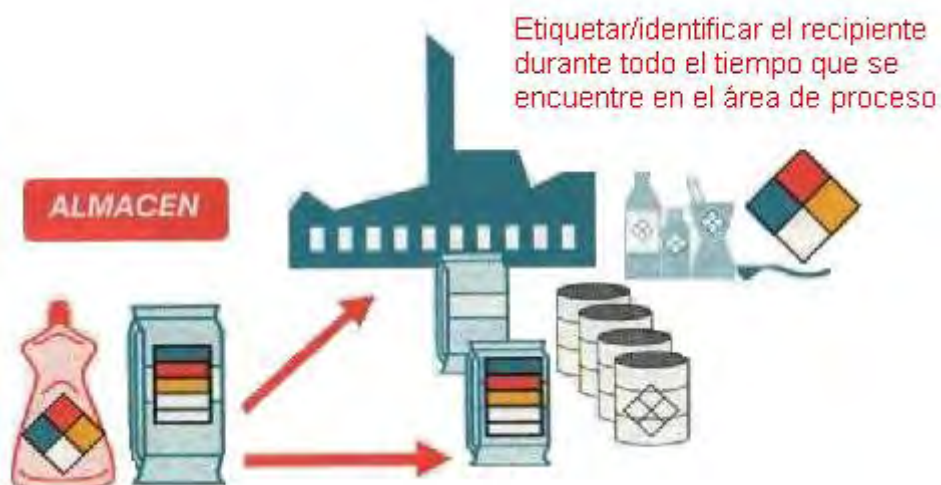 Etiquetar/identificar el recipiente
durante todo el tiempo que se
encuentre en el área de proceso
ALMACEN